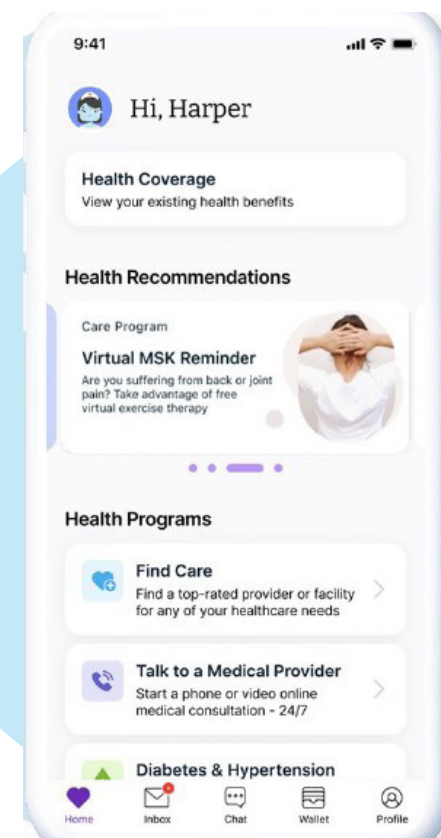 9:41
Hi, Harper
Health Coverage
View your existing health benefits
Health Recommendations
Care Program
Virtual MSK Reminder
Are you suffering from back or joint
pain? Take advantage of free
virtual exercise therapy
Health Programs
Find Care
Find a top-rated provider or facility
for any of your healthcare needs
Talk to a Medical Provider
Start a phone or video online
medical consultation - 24/7
Diabetes & Hypertension
Home Inbox Chat Wallet Profile